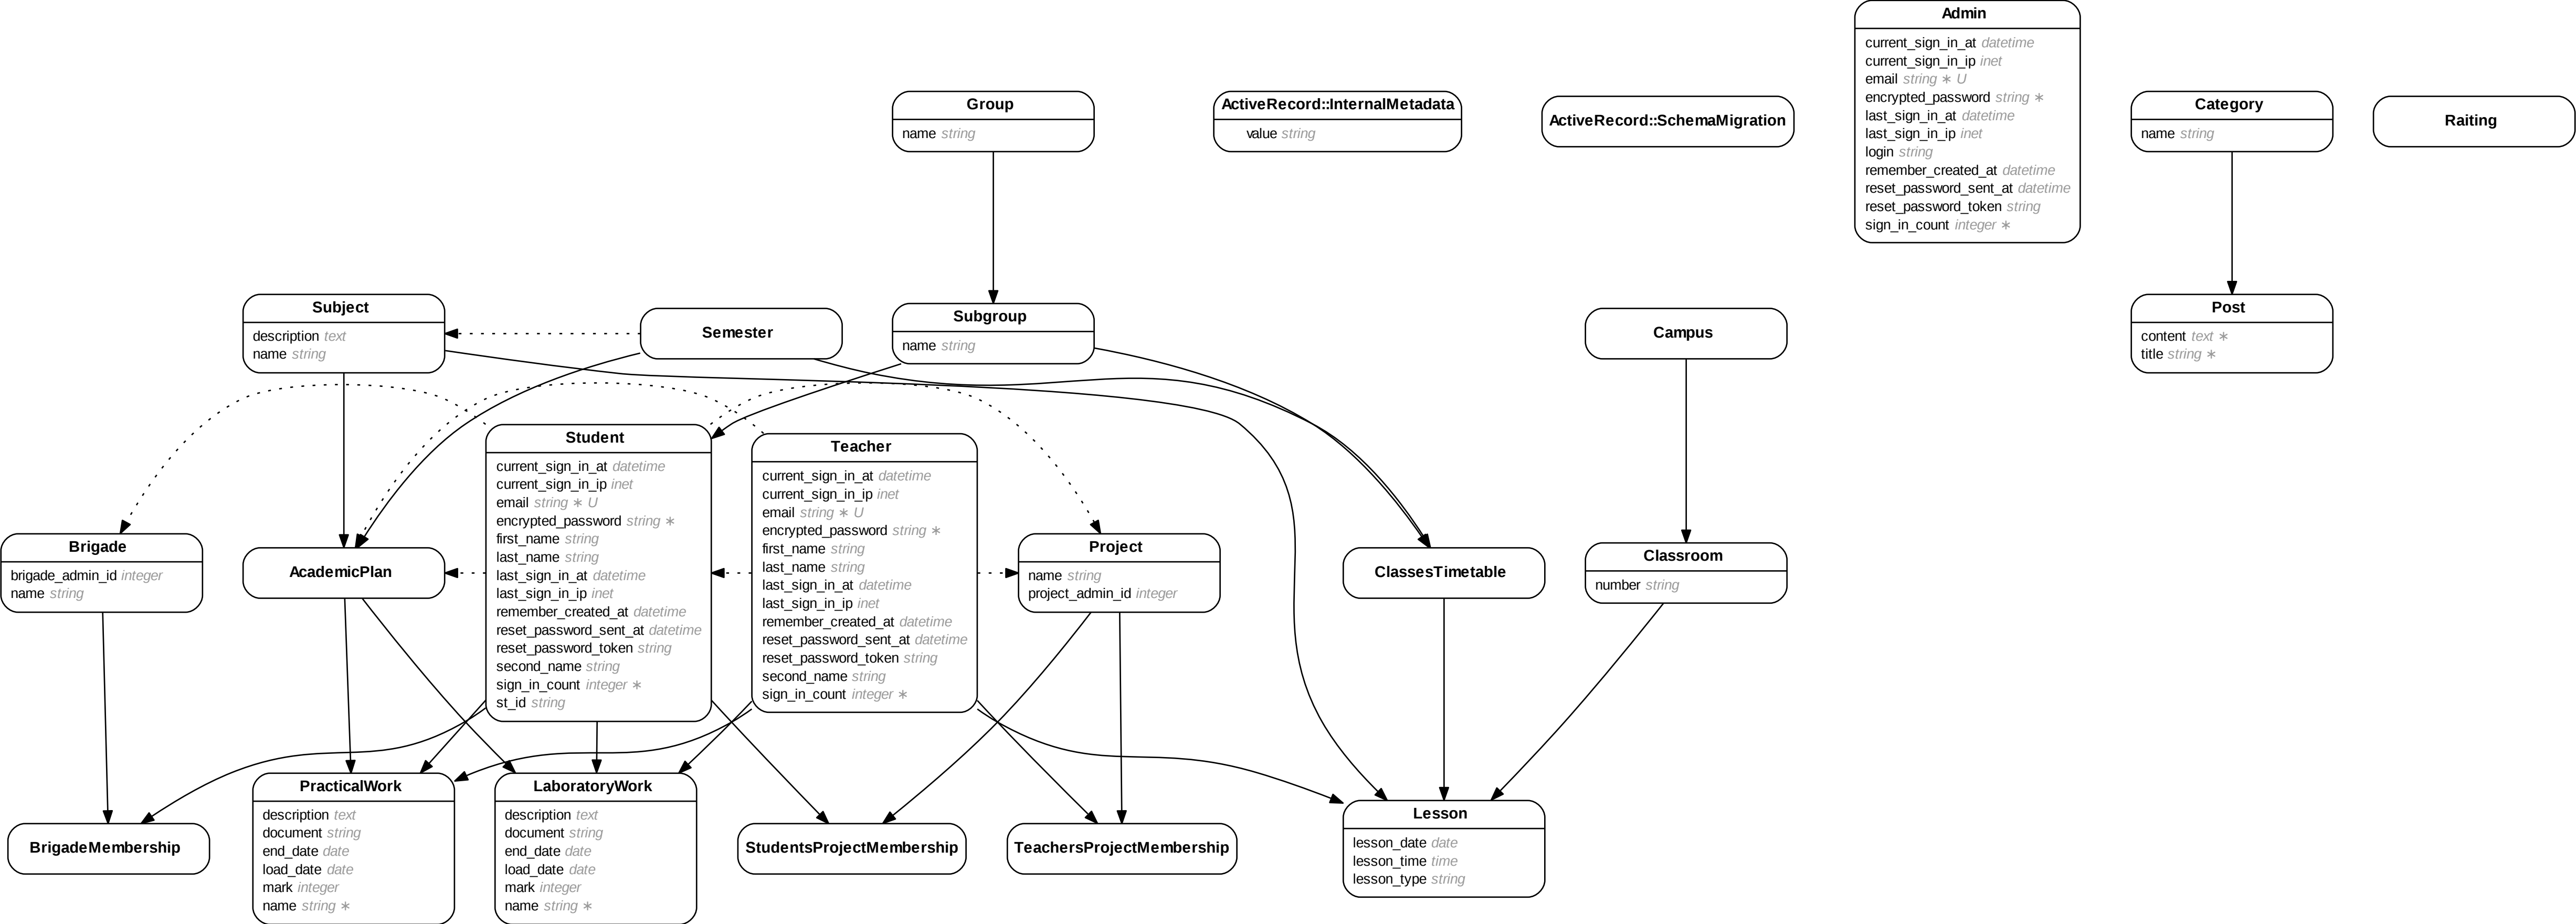 Admin
current_sign_in_at datetime
current_sign_in_ip inet
email string ∗ U
encrypted_password string ∗
last_sign_in_at datetime
last_sign_in_ip inet
login string
remember_created_at datetime
reset_password_sent_at datetime
reset_password_token string
sign_in_count integer ∗
Group
name string
ActiveRecord::InternalMetadata
value string
ActiveRecord::SchemaMigration
Category
name string
Raiting
Subject
description text
name string
Semester
Subgroup
name string
Campus
Post
content text ∗
title string ∗
Student
current_sign_in_at datetime
current_sign_in_ip inet
email string ∗ U
encrypted_password string ∗
first_name string
last_name string
last_sign_in_at datetime
last_sign_in_ip inet
remember_created_at datetime
reset_password_sent_at datetime
reset_password_token string
second_name string
sign_in_count integer ∗
st_id string
Teacher
current_sign_in_at datetime
current_sign_in_ip inet
email string ∗ U
encrypted_password string ∗
first_name string
last_name string
last_sign_in_at datetime
last_sign_in_ip inet
remember_created_at datetime
reset_password_sent_at datetime
reset_password_token string
second_name string
sign_in_count integer ∗
Brigade
brigade_admin_id integer
name string
AcademicPlan
Project
name string
project_admin_id integer
ClassesTimetable
Classroom
number string
BrigadeMembership
PracticalWork
description text
document string
end_date date
load_date date
mark integer
name string ∗
LaboratoryWork
description text
document string
end_date date
load_date date
mark integer
name string ∗
StudentsProjectMembership
TeachersProjectMembership
Lesson
lesson_date date
lesson_time time
lesson_type string